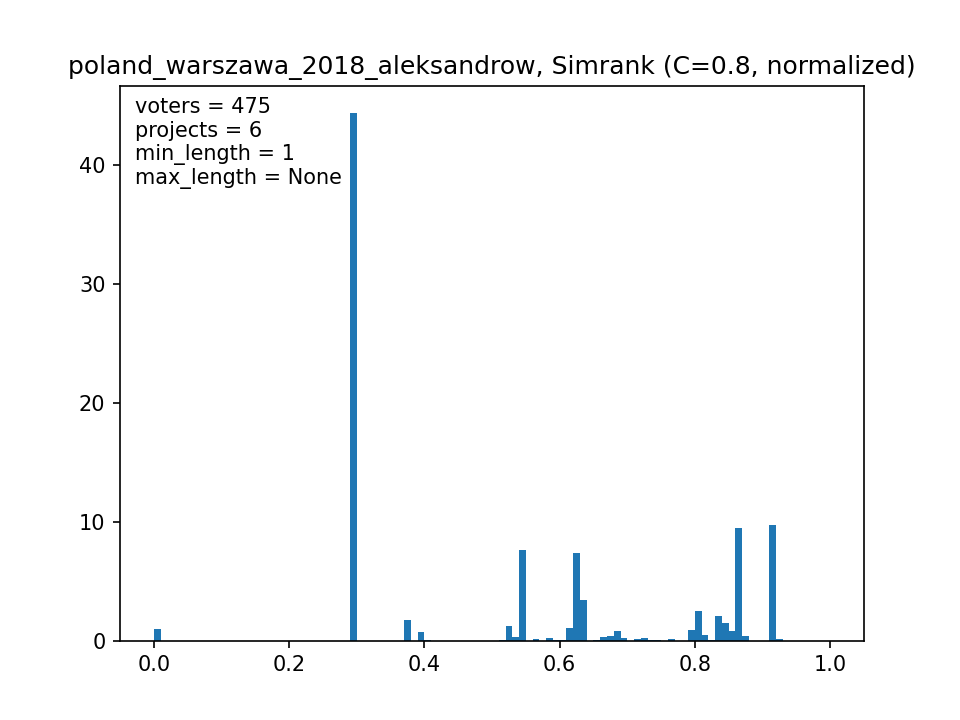 poland_warszawa_2018_aleksandrow, Simrank (C=0.8, normalized)
voters = 475
projects = 6
min_length = 1
max_length = None
40
30
20
10
0
0.0 0.2 0.4 0.6 0.8 1.0